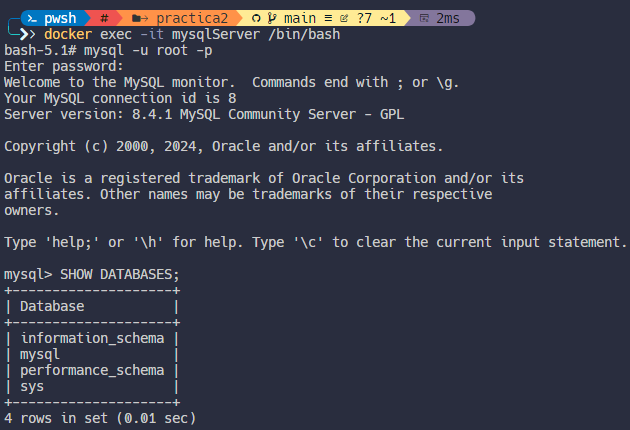 pwsh # practica2 main ≡ ?7 ~1 2ms
docker exec -it mysqlServer /bin/bash
bash-5.1# mysql -u root -p
Enter password:
Welcome to the MySQL monitor.  Commands end with ; or \g.
Your MySQL connection id is 8
Server version: 8.4.1 MySQL Community Server - GPL

Copyright (c) 2000, 2024, Oracle and/or its affiliates.

Oracle is a registered trademark of Oracle Corporation and/or its
affiliates. Other names may be trademarks of their respective
owners.

Type 'help;' or '\h' for help. Type '\c' to clear the current input statement.

mysql> SHOW DATABASES;
+--------------------+
| Database           |
+--------------------+
| information_schema |
| mysql              |
| performance_schema |
| sys                |
+--------------------+
4 rows in set (0.01 sec)